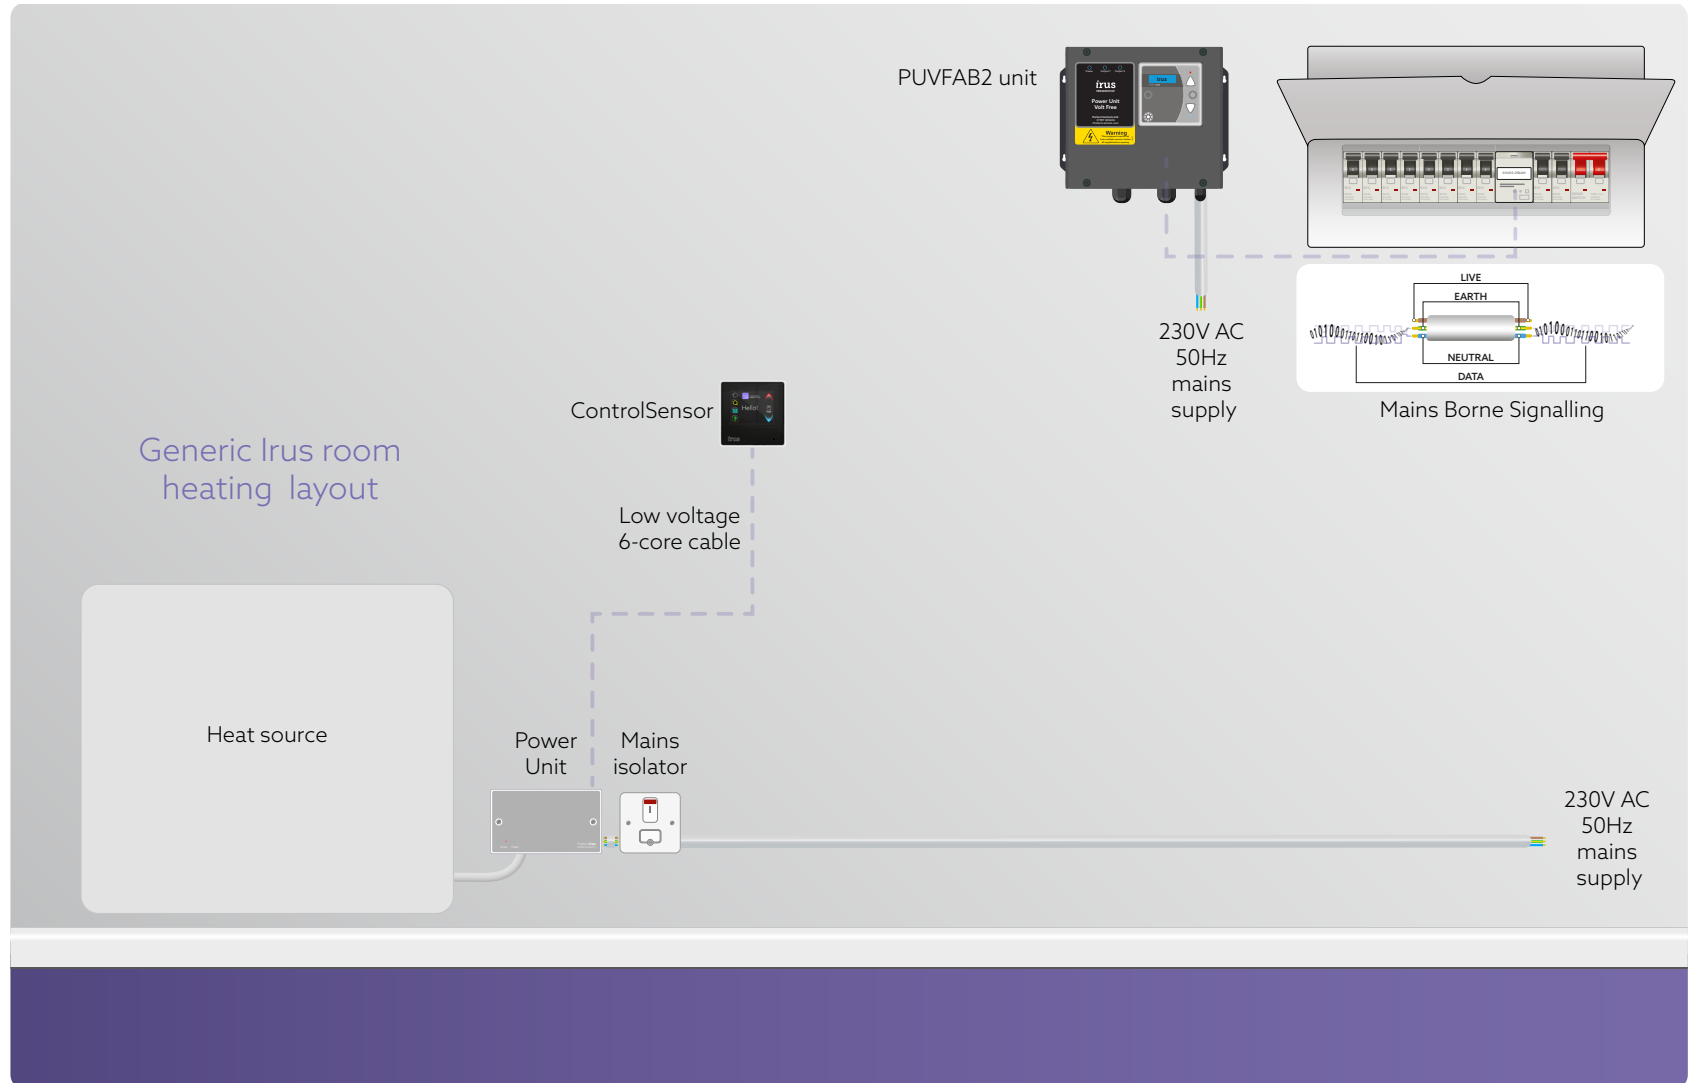 PUVFAB2 unit
irus
Power Unit
Volt Free
Warning
irus
LIVE
EARTH
NEUTRAL
DATA
Mains Borne Signalling
230V AC
50Hz
mains
supply
ControlSensor
Hello!
irus
Generic Irus room
heating layout
Low voltage
6-core cable
Heat source
Power
Unit
Mains
isolator
230V AC
50Hz
mains
supply